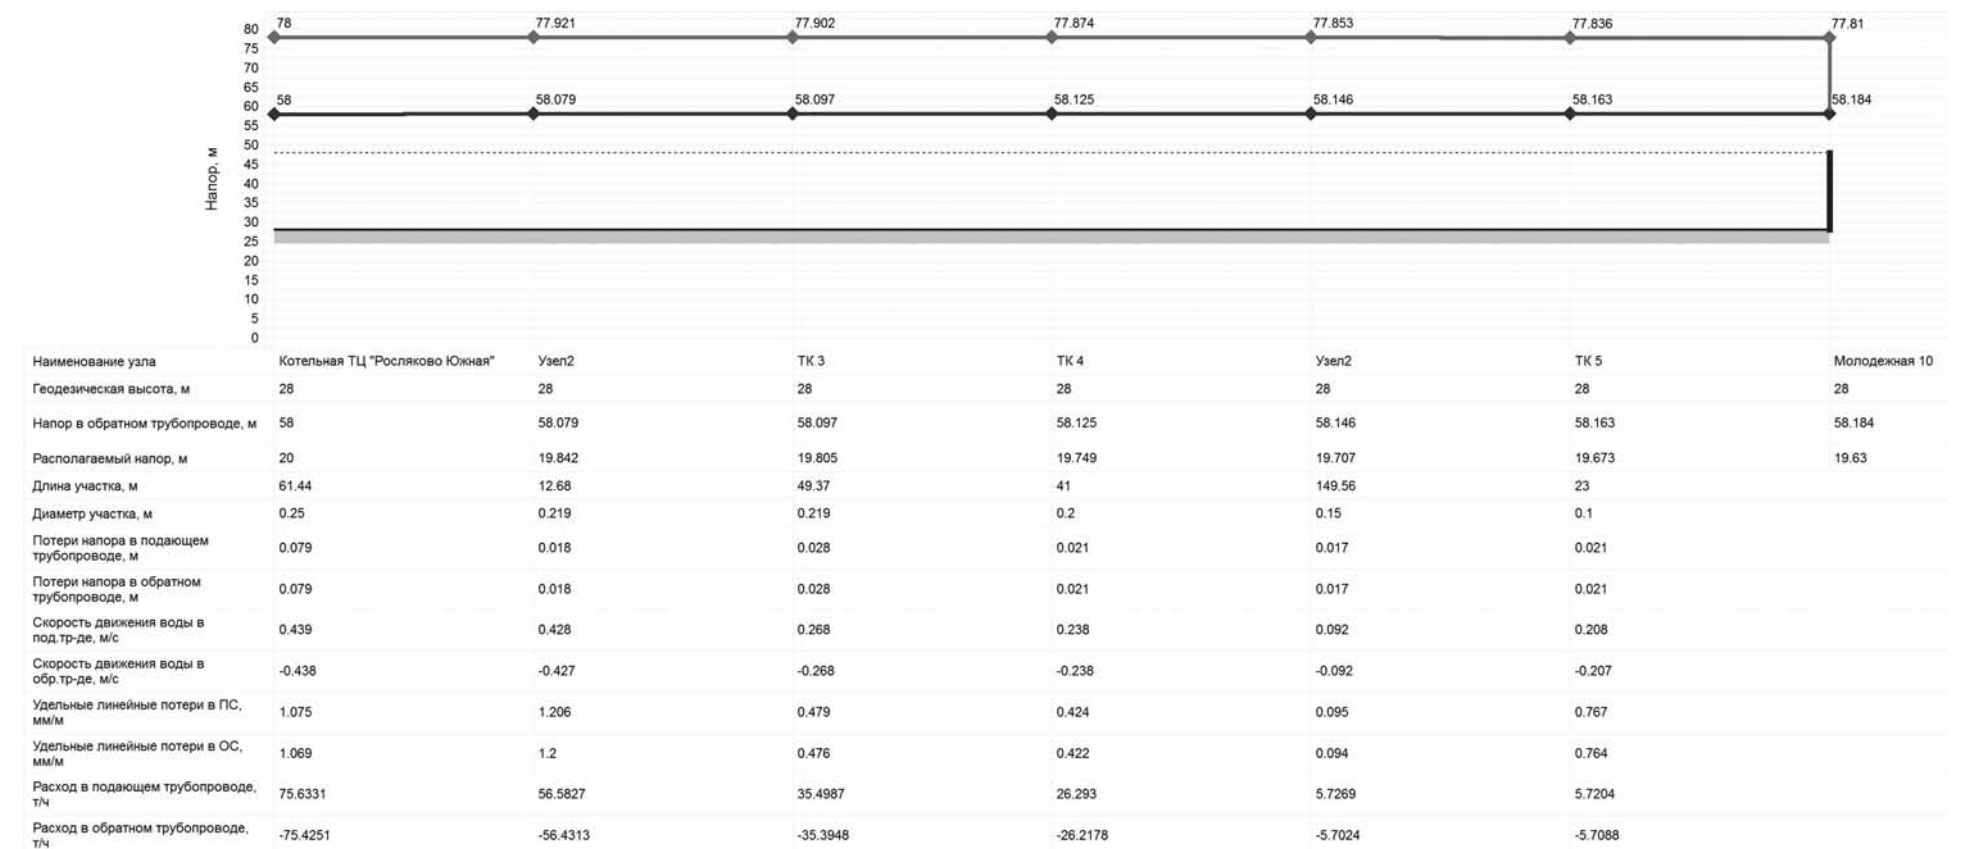 78 77.921 77.902 77.874 77.853 77.836 77.81
80
75
70
65
58 58.079 58.097 58.125 58.146 58.163 58.184
60
55
50
45
40
35
30
25
20
15
10
5
0
Напор, м
Наименование узла Котельная ТЦ "Росляково Южная" Узел2 ТК 3 ТК 4 Узел2 ТК 5 Молодежная 10
Геодезическая высота, м 28 28 28 28 28 28 28
Напор в обратном трубопроводе, м 58 58.079 58.097 58.125 58.146 58.163 58.184
Располагаемый напор, м 20 19.842 19.805 19.749 19.707 19.673 19.63
Длина участка, м 61.44 12.68 49.37 41 149.56 23
Диаметр участка, м 0.25 0.219 0.219 0.2 0.15 0.1
Потери напора в подающем
трубопроводе, м 0.079 0.018 0.028 0.021 0.017 0.021
Потери напора в обратном
трубопроводе, м 0.079 0.018 0.028 0.021 0.017 0.021
Скорость движения воды в
под.тр-де, м/с 0.439 0.428 0.268 0.238 0.092 0.208
Скорость движения воды в
обр.тр-де, м/с -0.438 -0.427 -0.268 -0.238 -0.092 -0.207
Удельные линейные потери в ПС,
мм/м 1.075 1.206 0.479 0.424 0.095 0.767
Удельные линейные потери в ОС,
мм/м 1.069 1.2 0.476 0.422 0.094 0.764
Расход в подающем трубопроводе,
т/ч 75.6331 56.5827 35.4987 26.293 5.7269 5.7204
Расход в обратном трубопроводе,
т/ч -75.4251 -56.4313 -35.3948 -26.2178 -5.7024 -5.7088